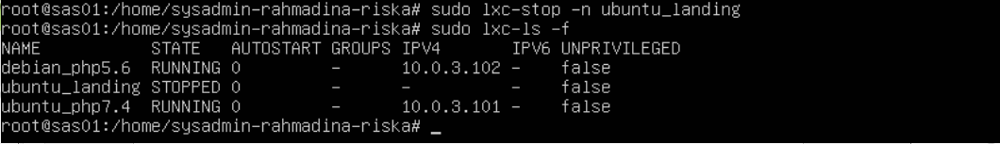 root@sas01:/home/sysadmin-rahmadina-riska# sudo lxc-stop -n ubuntu_landing
root@sas01:/home/sysadmin-rahmadina-riska# sudo lxc-ls -f
NAME           STATE   AUTOSTART GROUPS IPV4       IPV6 UNPRIVILEGED
debian_php5.6  RUNNING 0         -      10.0.3.102 -    false
ubuntu_landing STOPPED 0         -      -          -    false
ubuntu_php7.4  RUNNING 0         -      10.0.3.101 -    false
root@sas01:/home/sysadmin-rahmadina-riska# _